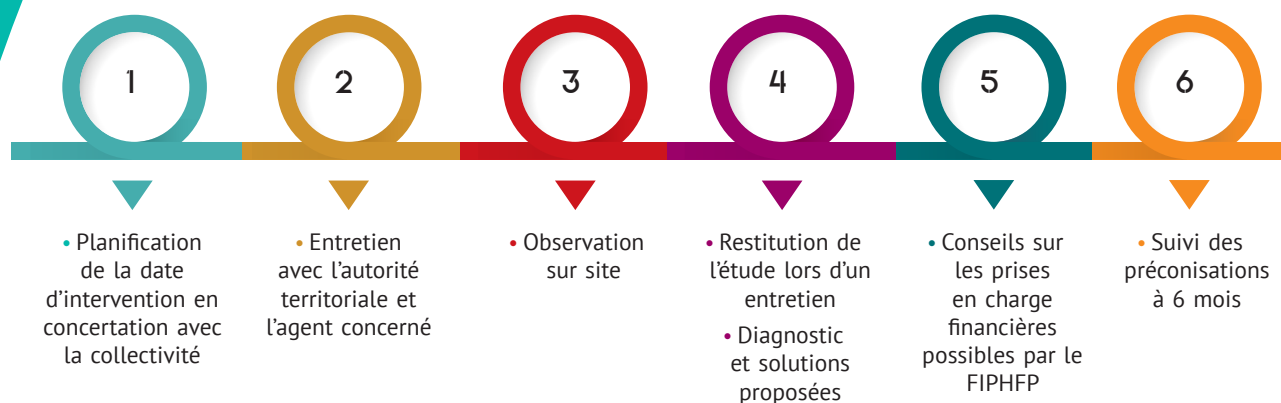 1
• Planification
de la date
d'intervention en
concertation avec
la collectivité
2
• Entretien
avec l'autorité
territoriale et
l'agent concerné
3
• Observation
sur site
4
• Restitution de
l'étude lors d'un
entretien
• Diagnostic
et solutions
proposées
5
• Conseils sur
les prises
en charge
financières
possibles par le
FIPHFP
6
• Suivi des
préconisations
à 6 mois